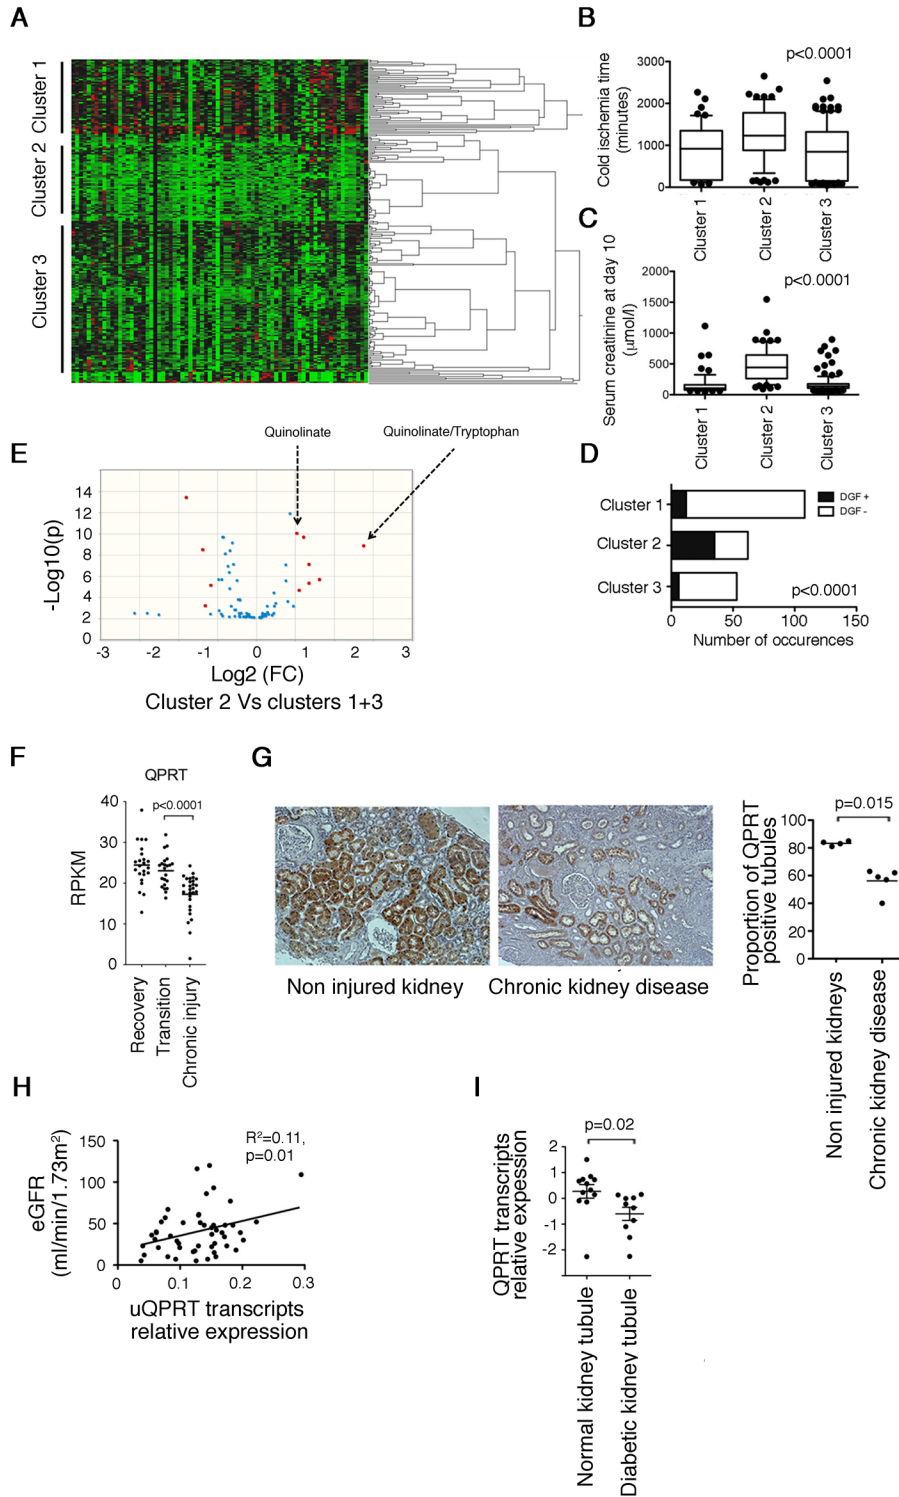 A
Cluster 1
Cluster 2
Cluster 3
B
p<0.0001
Cold ischemia time
(minutes)
3000
2000
1000
0
Cluster 1
Cluster 2
Cluster 3
C
p<0.0001
Serum creatinine at day 10
(µmol/l)
2000
1500
1000
500
0
Cluster 1
Cluster 2
Cluster 3
D
Cluster 1
Cluster 2
Cluster 3
DGF +
DGF -
p<0.0001
0
50
100
150
Number of occurences
E
Quinolinate
Quinolinate/Tryptophan
-Log10(p)
14
12
10
8
6
4
2
0
-3
-2
-1
0
1
2
3
Log2 (FC)
Cluster 2 Vs clusters 1+3
F
QPRT
p<0.0001
RPKM
40
30
20
10
0
Recovery
Transition
Chronic injury
G
Non injured kidney
Chronic kidney disease
p=0.015
Proportion of QPRT
positive tubules
100
80
60
40
20
0
Non injured kidneys
Chronic kidney disease
H
R²=0.11,
p=0.01
eGFR
(ml/min/1.73m²)
150
100
50
0
0
0.1
0.2
0.3
uQPRT transcripts
relative expression
I
p=0.02
QPRT transcripts
relative expression
2
1
0
-1
-2
Normal kidney tubule
Diabetic kidney tubule